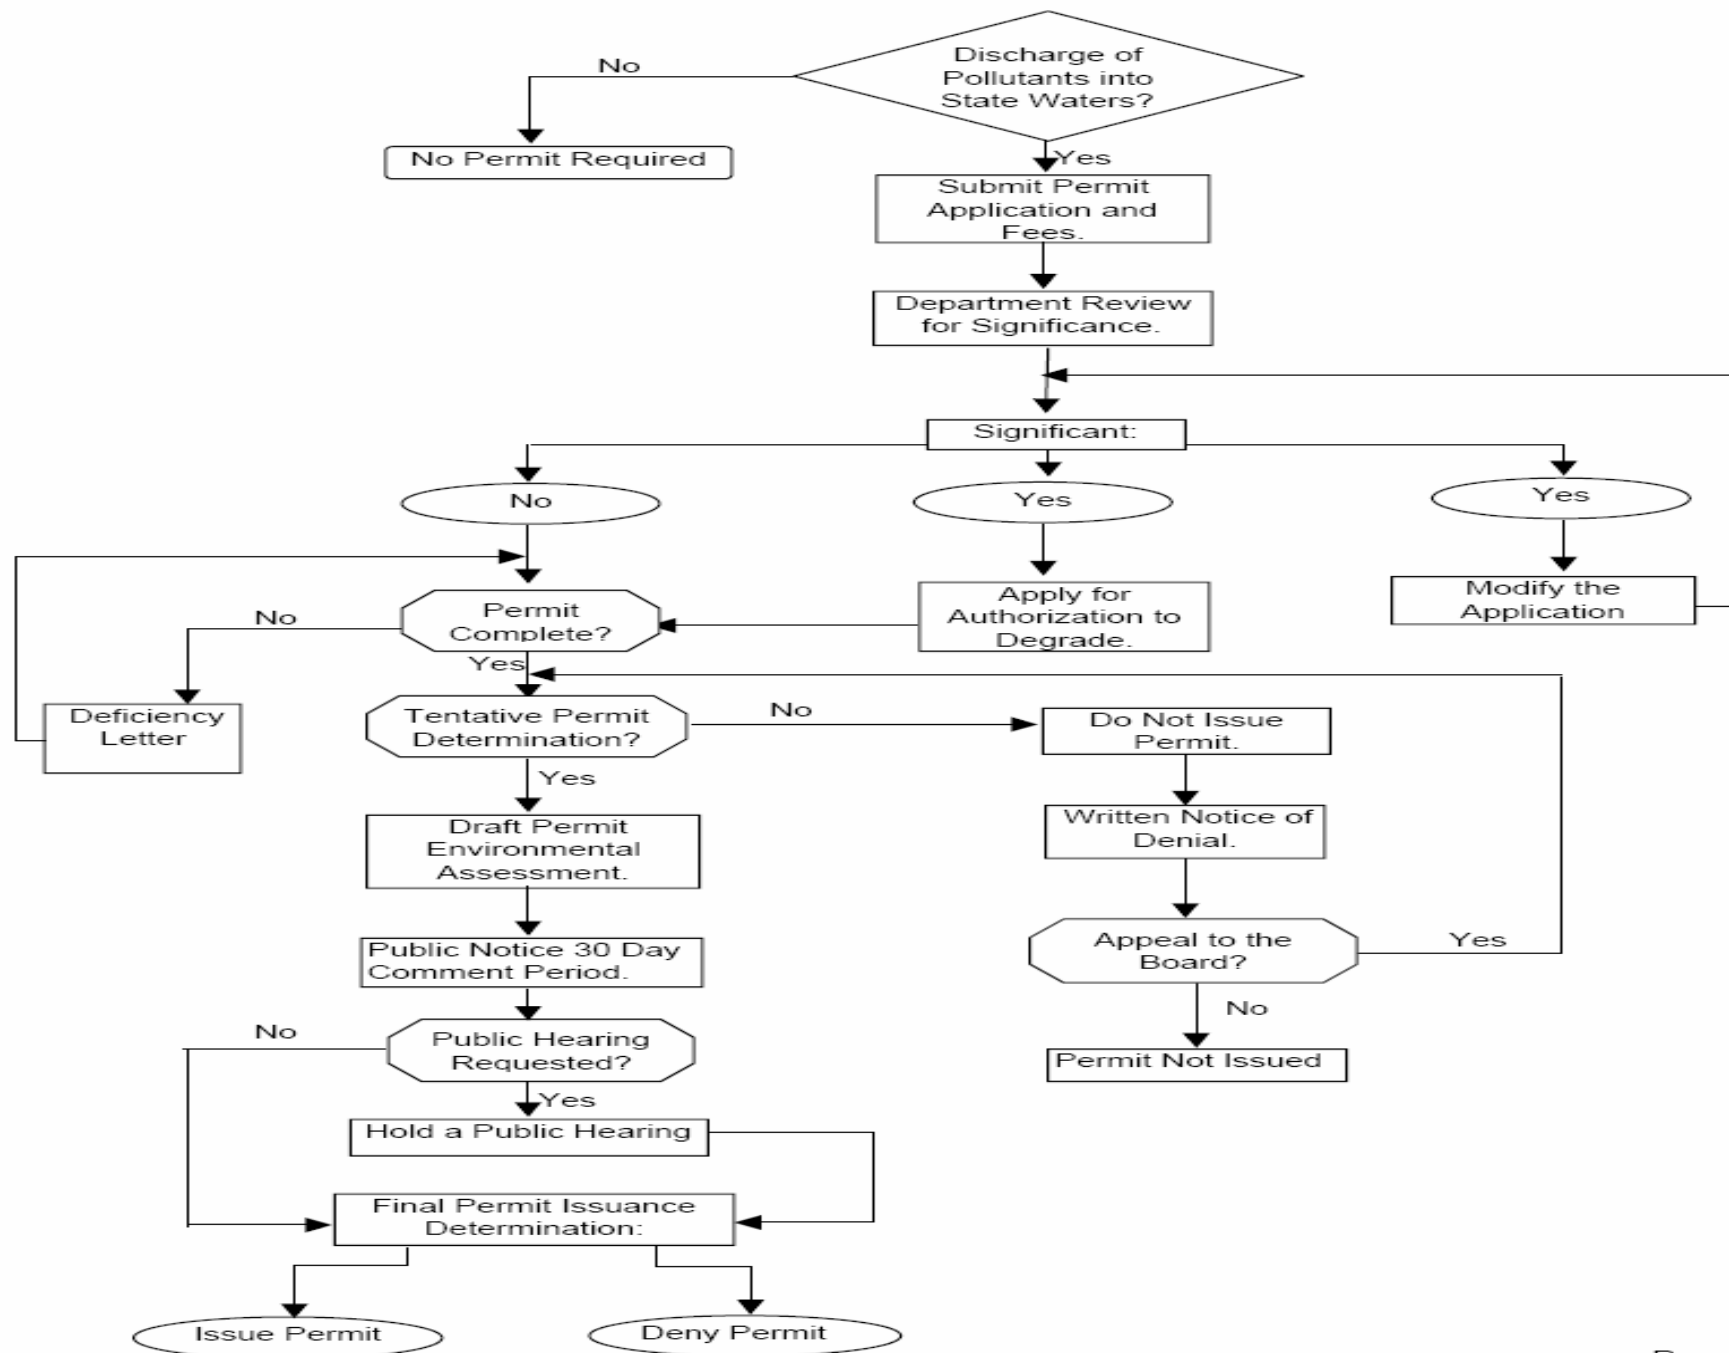 Discharge of
Pollutants into
State Waters?
No
No Permit Required
Yes
Submit Permit
Application and
Fees.
Department Review
for Significance.
Significant:
No
Yes
Yes
Permit
Complete?
No
Apply for
Authorization to
Degrade.
Modify the
Application
Yes
Deficiency
Letter
Tentative Permit
Determination?
No
Do Not Issue
Permit.
Yes
Written Notice of
Denial.
Draft Permit
Environmental
Assessment.
Appeal to the
Board?
Yes
Public Notice 30 Day
Comment Period.
No
Permit Not Issued
Public Hearing
Requested?
No
Yes
Hold a Public Hearing
Final Permit Issuance
Determination:
Issue Permit
Deny Permit